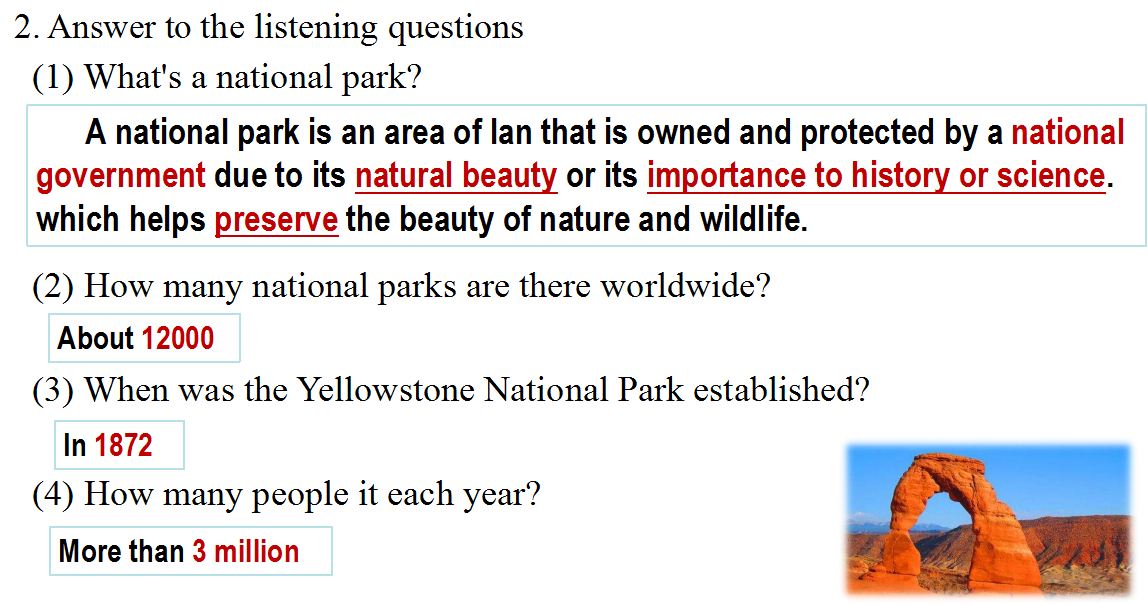 2. Answer to the listening questions
(1) What's a national park?
A national park is an area of lan that is owned and protected by a national
government due to its natural beauty or its importance to history or science.
which helps preserve the beauty of nature and wildlife.
(2) How many national parks are there worldwide?
About 12000
(3) When was the Yellowstone National Park established?
In 1872
(4) How many people it each year?
More than 3 million